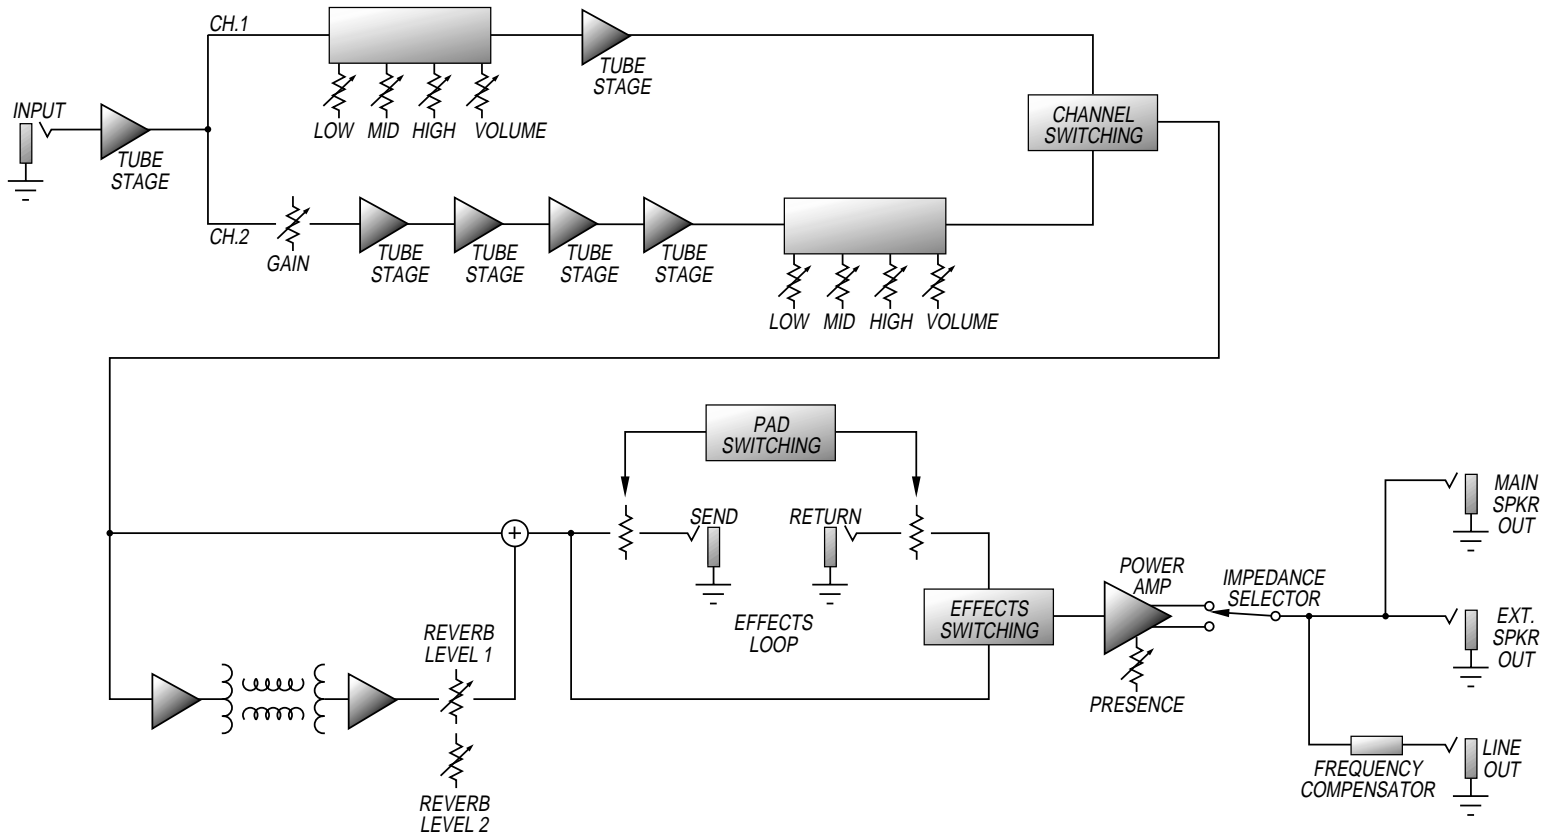 CH.1
INPUT
TUBE
STAGE
LOW MID HIGH VOLUME
TUBE
STAGE
CHANNEL
SWITCHING
CH.2
GAIN
TUBE
STAGE
TUBE
STAGE
TUBE
STAGE
TUBE
STAGE
LOW MID HIGH VOLUME
PAD
SWITCHING
SEND
RETURN
EFFECTS
LOOP
REVERB
LEVEL 1
REVERB
LEVEL 2
EFFECTS
SWITCHING
POWER
AMP
PRESENCE
IMPEDANCE
SELECTOR
MAIN
SPKR
OUT
EXT.
SPKR
OUT
LINE
OUT
FREQUENCY
COMPENSATOR